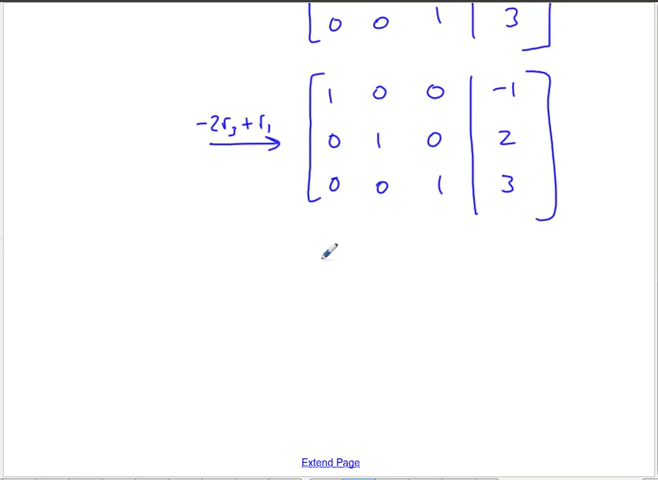 0 0 1 | 3
1 0 0 | -1
-2r₃ + r₁ 0 1 0 | 2
0 0 1 | 3
Extend Page